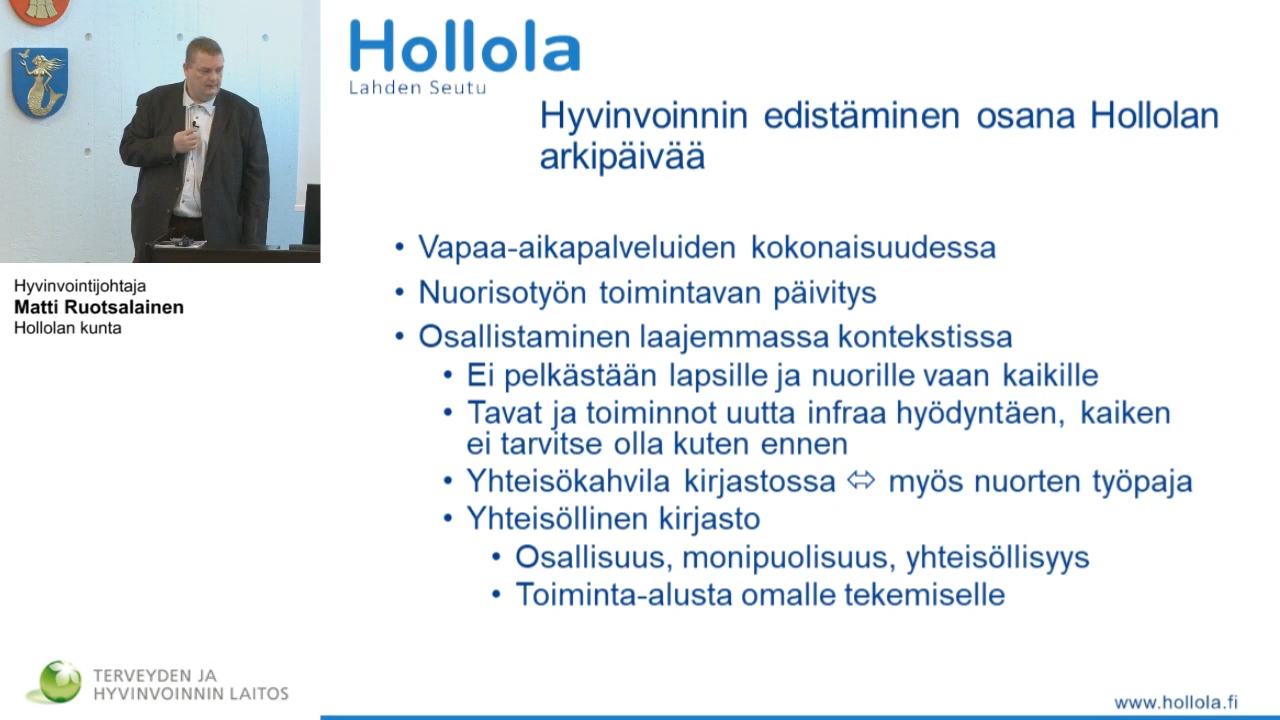 Hollola
Lahden Seutu
Hyvinvoinnin edistäminen osana Hollolan
arkipäivää
• Vapaa-aikapalveluiden kokonaisuudessa
• Nuorisotyön toimintavan päivitys
• Osallistaminen laajemmassa kontekstissa
• Ei pelkästään lapsille ja nuorille vaan kaikille
• Tavat ja toiminnot uutta infraa hyödyntäen, kaiken
ei tarvitse olla kuten ennen
• Yhteisökahvila kirjastossa ⬄ myös nuorten työpaja
• Yhteisöllinen kirjasto
• Osallisuus, monipuolisuus, yhteisöllisyys
• Toiminta-alusta omalle tekemiselle
Hyvinvointijohtaja
Matti Ruotsalainen
Hollolan kunta
TERVEYDEN JA
HYVINVOINNIN LAITOS
www.hollola.fi